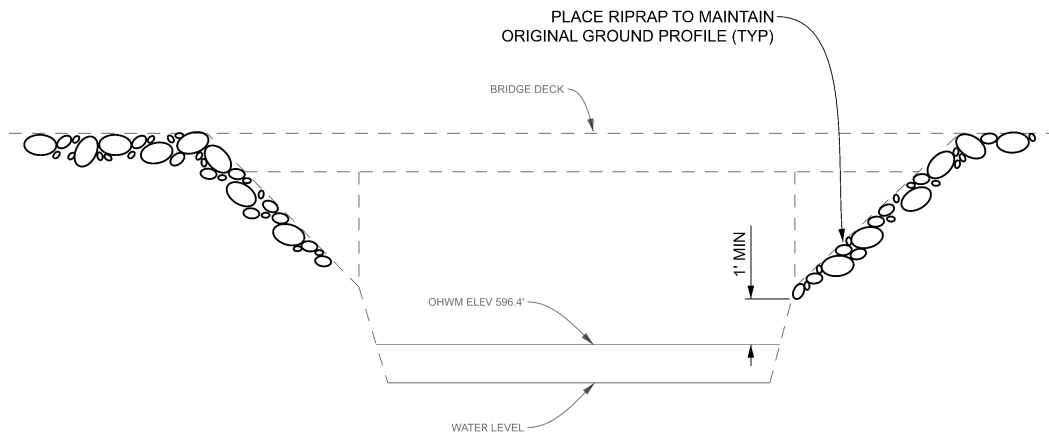 PLACE RIPRAP TO MAINTAIN
ORIGINAL GROUND PROFILE (TYP)
BRIDGE DECK
1' MIN
OHWM ELEV 596.4'
WATER LEVEL